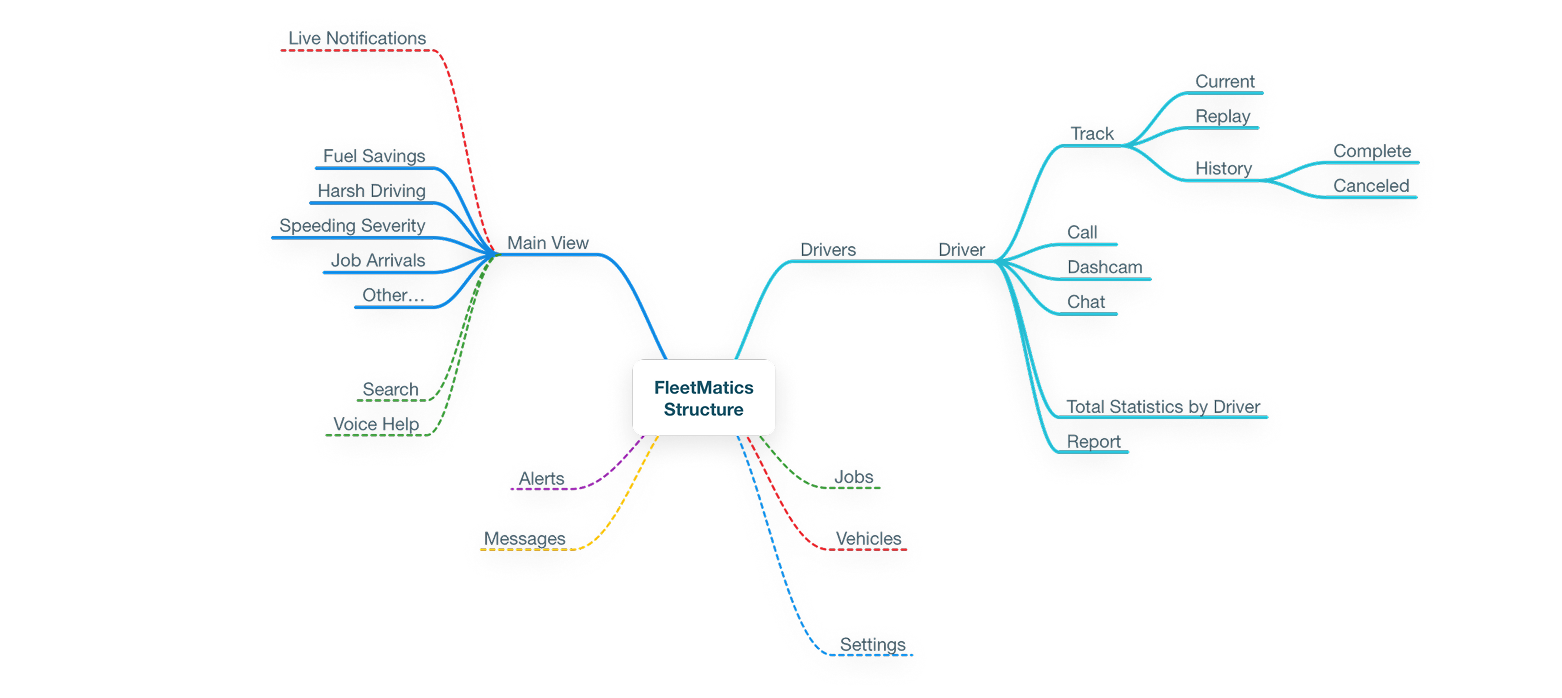 Live Notifications
Fuel Savings
Harsh Driving
Speeding Severity
Job Arrivals
Other...
Search
Voice Help
Main View
FleetMatics
Structure
Alerts
Messages
Drivers
Driver
Track
Current
Replay
History
Complete
Canceled
Call
Dashcam
Chat
Total Statistics by Driver
Report
Jobs
Vehicles
Settings